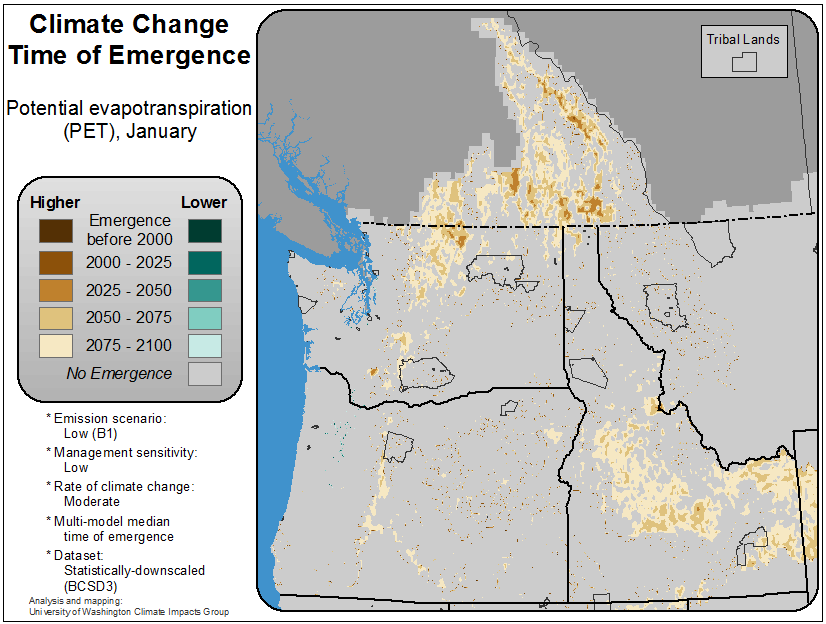 Climate Change
Time of Emergence
Potential evapotranspiration
(PET), January
Higher Lower
Emergence
before 2000
2000 - 2025
2025 - 2050
2050 - 2075
2075 - 2100
No Emergence
* Emission scenario:
Low (B1)
* Management sensitivity:
Low
* Rate of climate change:
Moderate
* Multi-model median
time of emergence
* Dataset:
Statistically-downscaled
(BCSD3)
Analysis and mapping:
University of Washington Climate Impacts Group
Tribal Lands